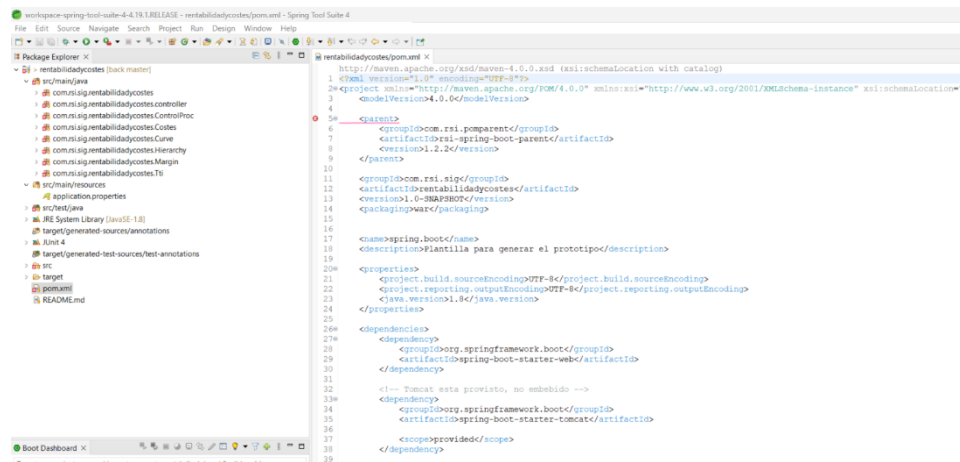 workspace-spring-tool-suite-4-4.19.1.RELEASE - rentabilidadycostes/pom.xml - Spring Tool Suite 4
File Edit Source Navigate Search Project Run Design Window Help
Package Explorer
rentabilidadycostes [back master]
src/main/java
com.rsi.sig.rentabilidadycostes
com.rsi.sig.rentabilidadycostes.controller
com.rsi.sig.rentabilidadycostes.ControlProc
com.rsi.sig.rentabilidadycostes.Costes
com.rsi.sig.rentabilidadycostes.Curve
com.rsi.sig.rentabilidadycostes.Hierarchy
com.rsi.sig.rentabilidadycostes.Margin
com.rsi.sig.rentabilidadycostes.Tti
src/main/resources
application.properties
src/test/java
JRE System Library [JavaSE-1.8]
target/generated-sources/annotations
JUnit 4
target/generated-test-sources/test-annotations
src
target
pom.xml
README.md
Boot Dashboard
rentabilidadycostes/pom.xml
http://maven.apache.org/xsd/maven-4.0.0.xsd (xsi:schemaLocation with catalog)
1 <?xml version="1.0" encoding="UTF-8"?>
2 <project xmlns="http://maven.apache.org/POM/4.0.0" xmlns:xsi="http://www.w3.org/2001/XMLSchema-instance" xsi:schemaLocation="
3 <modelVersion>4.0.0</modelVersion>
4
5 <parent>
6 <groupId>com.rsi.pomparent</groupId>
7 <artifactId>rsi-spring-boot-parent</artifactId>
8 <version>1.2.2</version>
9 </parent>
10
11 <groupId>com.rsi.sig</groupId>
12 <artifactId>rentabilidadycostes</artifactId>
13 <version>1.0-SNAPSHOT</version>
14 <packaging>war</packaging>
15
16
17 <name>spring.boot</name>
18 <description>Plantilla para generar el prototipo</description>
19
20 <properties>
21 <project.build.sourceEncoding>UTF-8</project.build.sourceEncoding>
22 <project.reporting.outputEncoding>UTF-8</project.reporting.outputEncoding>
23 <java.version>1.8</java.version>
24 </properties>
25
26 <dependencies>
27 <dependency>
28 <groupId>org.springframework.boot</groupId>
29 <artifactId>spring-boot-starter-web</artifactId>
30 </dependency>
31
32 <!-- Tomcat esta provisto, no embebido -->
33 <dependency>
34 <groupId>org.springframework.boot</groupId>
35 <artifactId>spring-boot-starter-tomcat</artifactId>
36
37 <scope>provided</scope>
38 </dependency>
39